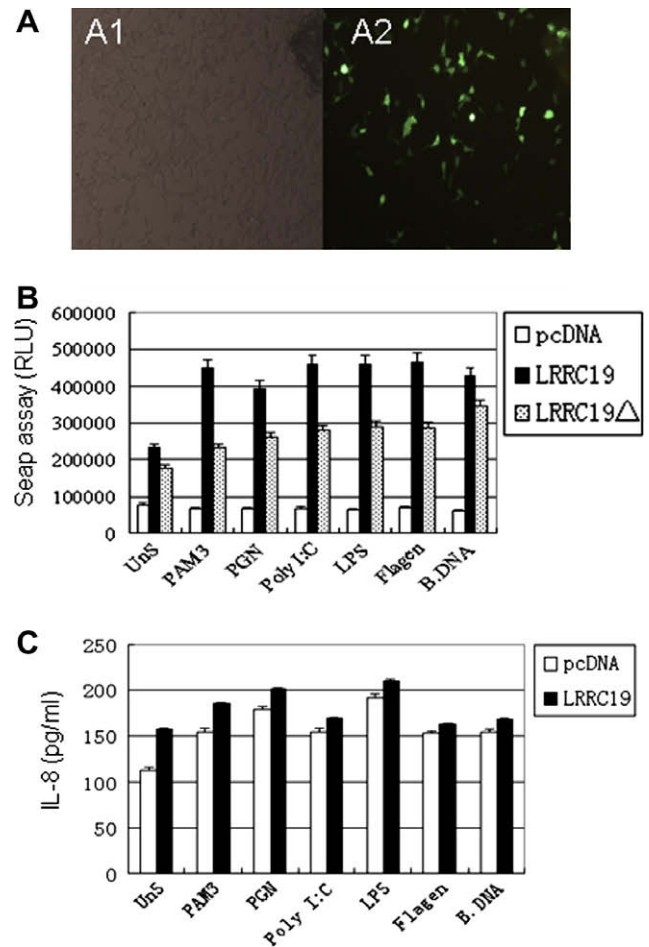 A
A1
A2
B
Seap assay (RLU)
600000
500000
400000
300000
200000
100000
0
UnS
PAM3
PGN
Poly I:C
LPS
Flagen
B.DNA
pcDNA
LRRC19
LRRC19△
C
IL-8 (pg/ml)
250
200
150
100
50
0
UnS
PAM3
PGN
Poly I:C
LPS
Flagen
B.DNA
pcDNA
LRRC19